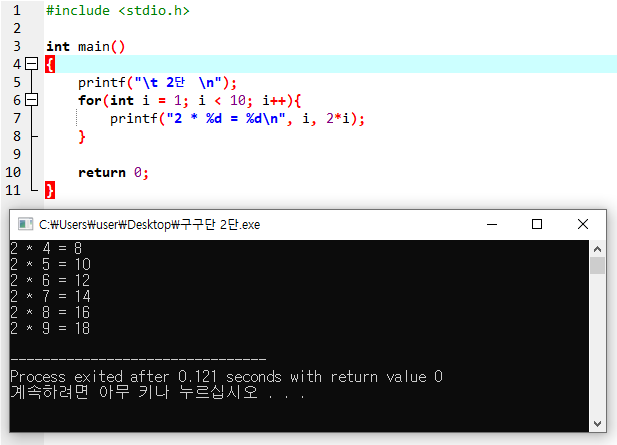 1 #include <stdio.h>
2
3 int main()
4 {
5 printf("\t 2단 \n");
6 for(int i = 1; i < 10; i++){
7 printf("2 * %d = %d\n", i, 2*i);
8 }
9
10 return 0;
11 }
C:₩Users₩user₩Desktop₩구구단 2단.exe
2 * 4 = 8
2 * 5 = 10
2 * 6 = 12
2 * 7 = 14
2 * 8 = 16
2 * 9 = 18
--------------------------------
Process exited after 0.121 seconds with return value 0
계속하려면 아무 키나 누르십시오 . . .